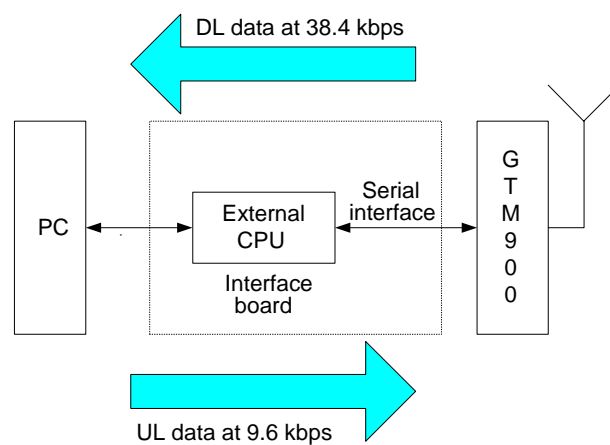 DL data at 38.4 kbps
PC
External
CPU
Interface
board
Serial
interface
G
T
M
9
0
0
UL data at 9.6 kbps